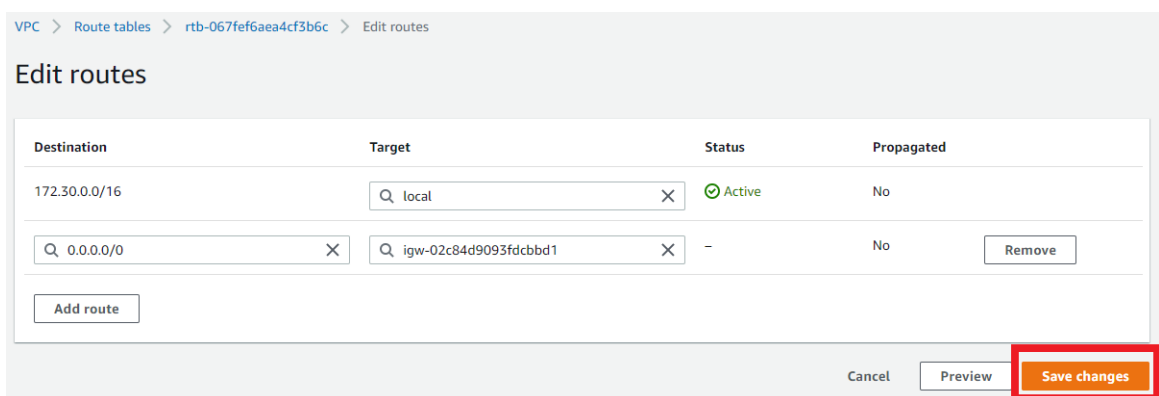 VPC > Route tables > rtb-067fef6aea4cf3b6c > Edit routes
Edit routes
Destination Target Status Propagated
172.30.0.0/16 local Active No
0.0.0.0/0 igw-02c84d9093fdcbbd1 – No Remove
Add route
Cancel Preview Save changes